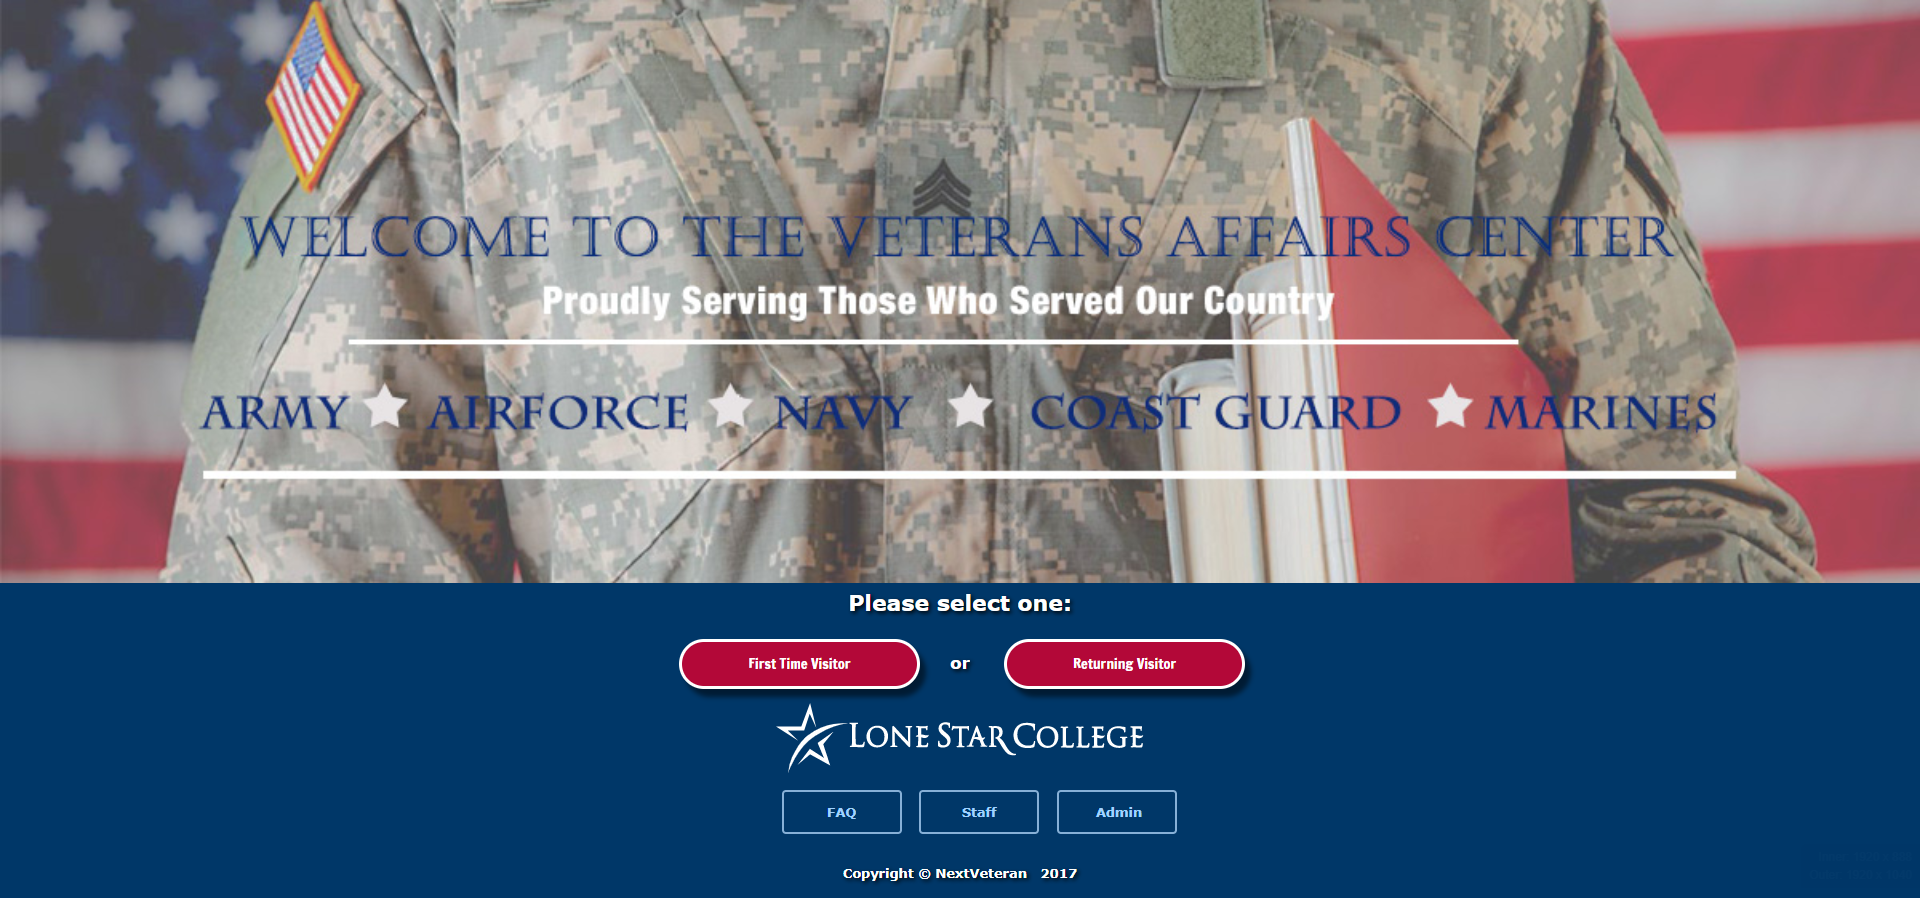 WELCOME TO THE VETERANS AFFAIRS CENTER
Proudly Serving Those Who Served Our Country
ARMY AIRFORCE NAVY COAST GUARD MARINES
Please select one:
First Time Visitor or Returning Visitor
LONE STAR COLLEGE
FAQ Staff Admin
Copyright © NextVeteran 2017